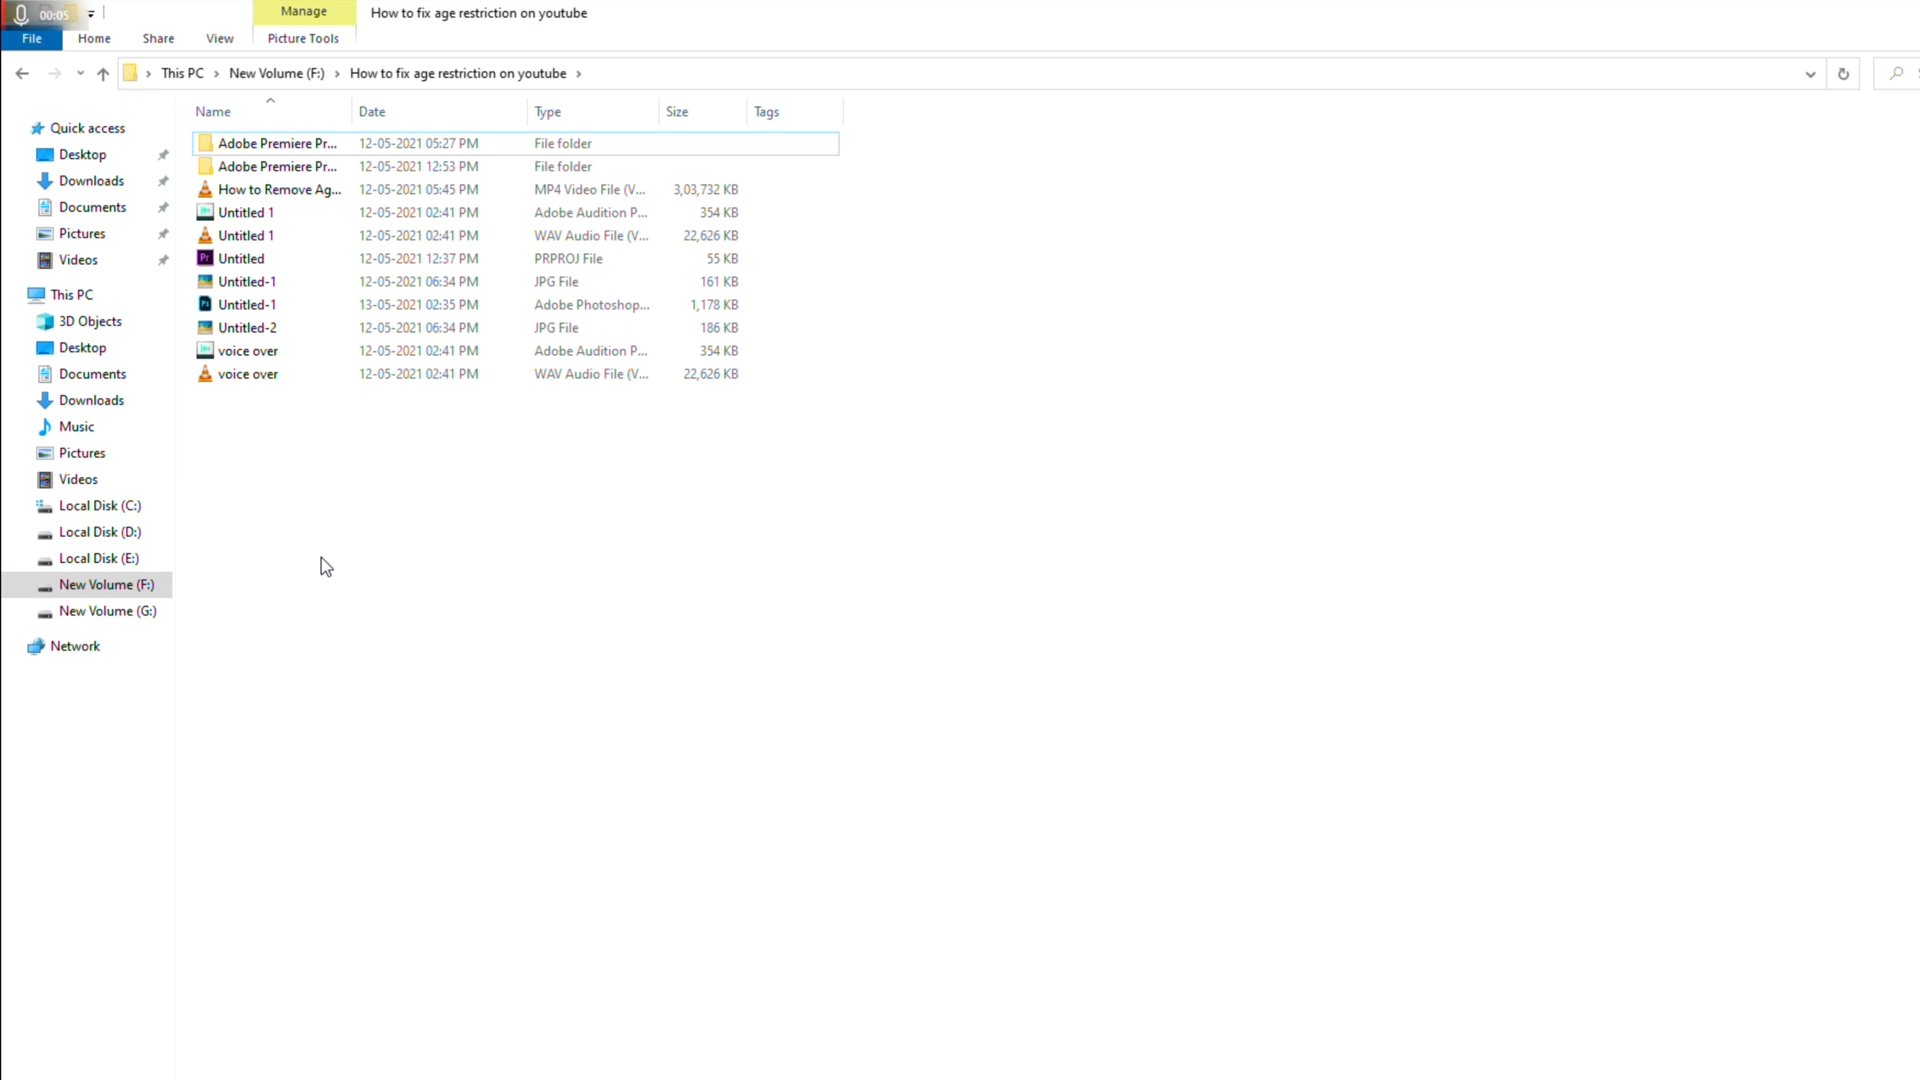 00:05
Manage
How to fix age restriction on youtube
File
Home
Share
View
Picture Tools
This PC
New Volume (F:)
How to fix age restriction on youtube
Name
Date
Type
Size
Tags
Quick access
Desktop
Downloads
Documents
Pictures
Videos
This PC
3D Objects
Desktop
Documents
Downloads
Music
Pictures
Videos
Local Disk (C:)
Local Disk (D:)
Local Disk (E:)
New Volume (F:)
New Volume (G:)
Network
Adobe Premiere Pr... 12-05-2021 05:27 PM File folder
Adobe Premiere Pr... 12-05-2021 12:53 PM File folder
How to Remove Ag... 12-05-2021 05:45 PM MP4 Video File (V... 3,03,732 KB
Untitled 1 12-05-2021 02:41 PM Adobe Audition P... 354 KB
Untitled 1 12-05-2021 02:41 PM WAV Audio File (V... 22,626 KB
Pr Untitled 12-05-2021 12:37 PM PRPROJ File 55 KB
Untitled-1 12-05-2021 06:34 PM JPG File 161 KB
Ps Untitled-1 13-05-2021 02:35 PM Adobe Photoshop... 1,178 KB
Untitled-2 12-05-2021 06:34 PM JPG File 186 KB
voice over 12-05-2021 02:41 PM Adobe Audition P... 354 KB
voice over 12-05-2021 02:41 PM WAV Audio File (V... 22,626 KB